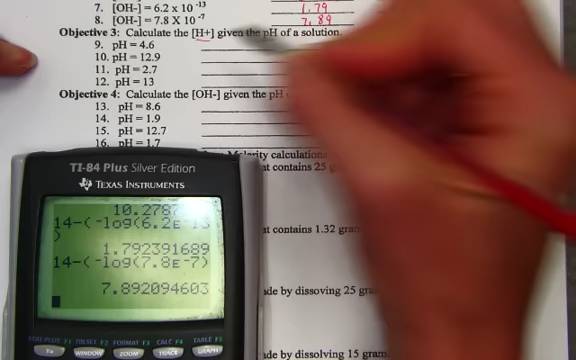 7. [OH-] = 6.2 x 10 -13 1.79
8. [OH-] = 7.8 X 10 -7 7.89
Objective 3: Calculate the [H+] given the pH of a solution.
9. pH = 4.6
10. pH = 12.9
11. pH = 2.7
12. pH = 13
Objective 4: Calculate the [OH-] given the pH
13. pH = 8.6
14. pH = 1.9
15. pH = 12.7
16. pH = 1.7
Molarity calculations
at contains 25 g
at contains 1.32 gram
ade by dissoving 25 gra
ade by dissolving 15 gram
TI-84 Plus Silver Edition
TEXAS INSTRUMENTS
10.2787
14-(-log(6.2E-13
)
1.792391689
14-(-log(7.8E-7)
7.892094603
STAT PLOT F1 TBLSET F2 FORMAT F3 CALC F4 TABLE F5
Y= WINDOW ZOOM TRACE GRAPH